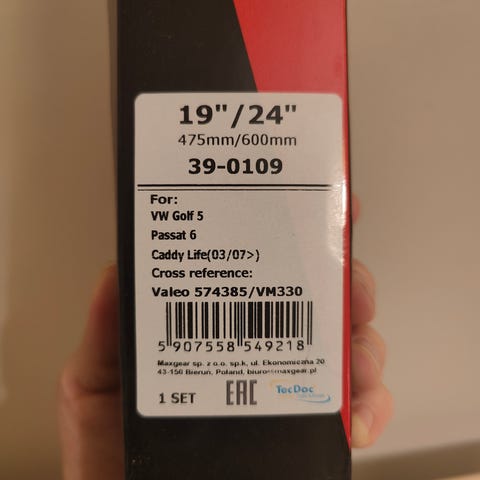 19"/24"
475mm/600mm
39-0109
For:
VW Golf 5
Passat 6
Caddy Life(03/07>)
Cross reference:
Valeo 574385/VM330
5 907558 549218
Maxgear sp. z o.o. sp.k, ul. Ekonomiczna 20
43-150 Bieruń, Poland, biuro@maxgear.pl
1 SET
EAC
TecDoc